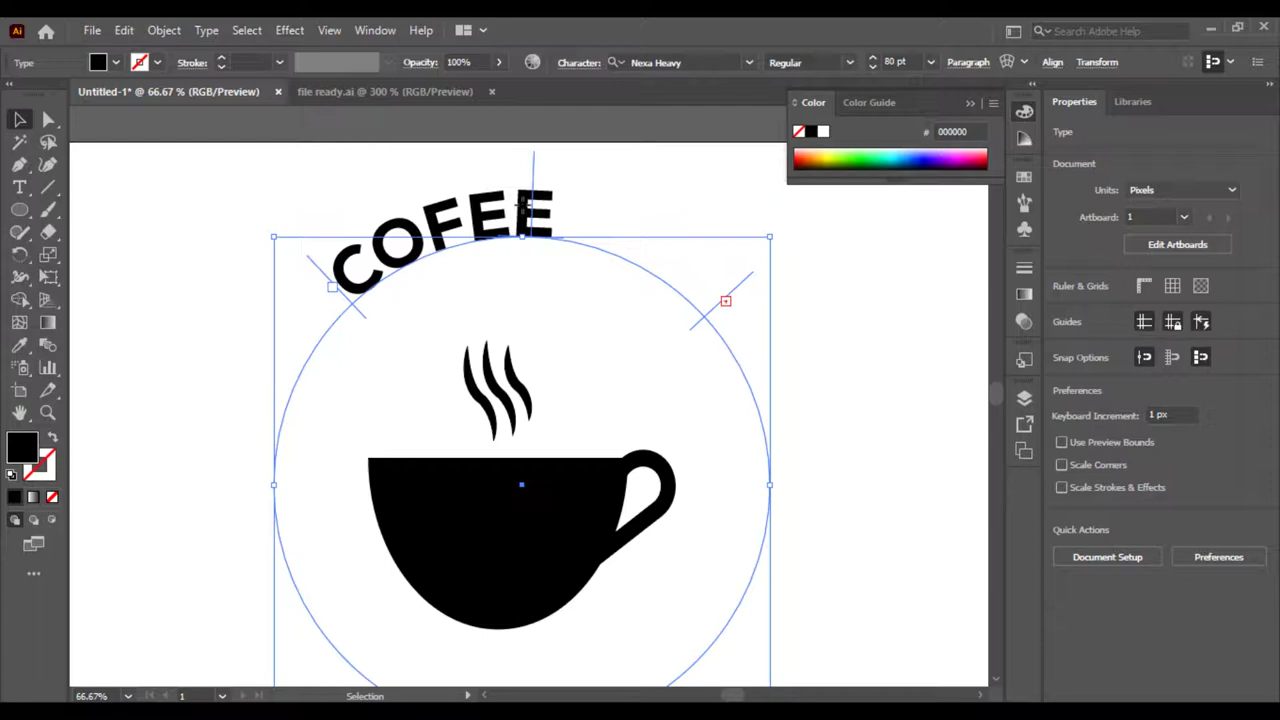 Ai File Edit Object Type Select Effect View Window Help Search Adobe Help
Type Stroke: Opacity: 100% Character: Nexa Heavy Regular 80 pt Paragraph Align Transform
Untitled-1* @ 66.67 % (RGB/Preview) × file ready.ai @ 300 % (RGB/Preview) ×
Color Color Guide
# 000000
Properties Libraries
Type
Document
Units: Pixels
Artboard: 1
Edit Artboards
Ruler & Grids
Guides
Snap Options
Preferences
Keyboard Increment: 1 px
Use Preview Bounds
Scale Corners
Scale Strokes & Effects
Quick Actions
Document Setup Preferences
COFEE
66.67% 1 Selection